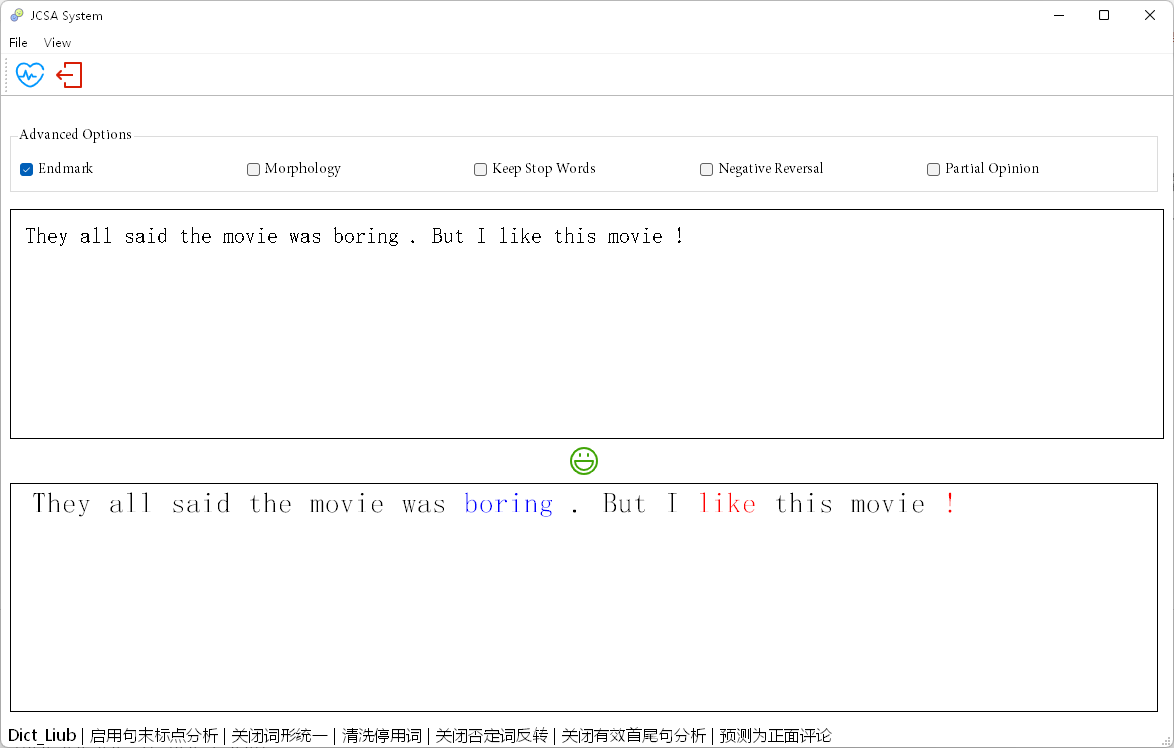 JCSA System
File View
Advanced Options
Endmark Morphology Keep Stop Words Negative Reversal Partial Opinion
They all said the movie was boring . But I like this movie !
They all said the movie was boring . But I like this movie !
Dict_Liub | 启用句末标点分析 | 关闭词形统一 | 清洗停用词 | 关闭否定词反转 | 关闭有效首尾句分析 | 预测为正面评论